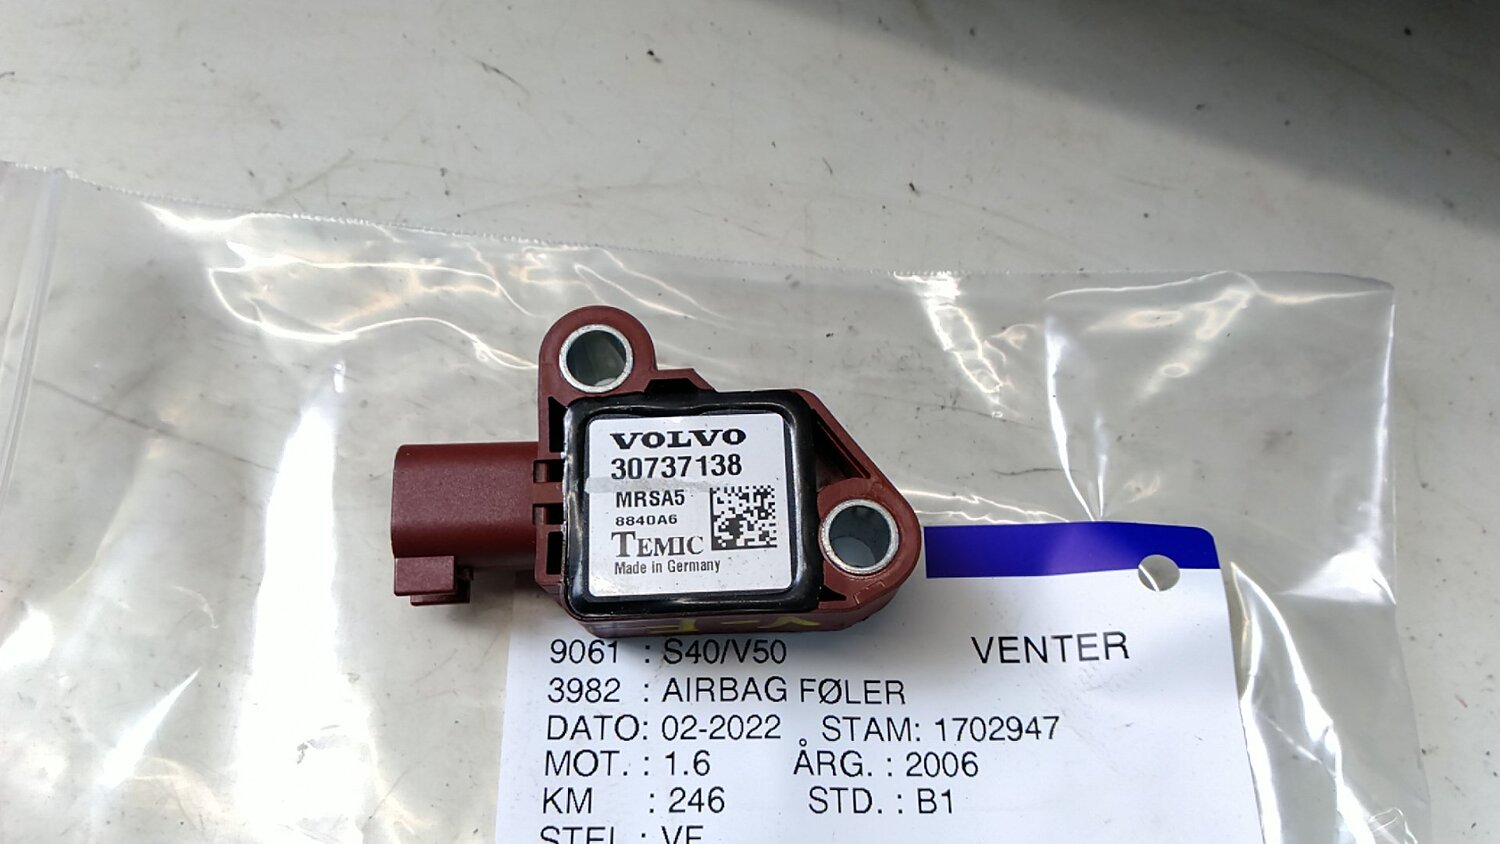 VOLVO
30737138
MRSA5
8840A6
TEMIC
Made in Germany
9061 : S40/V50 VENTER
3982 : AIRBAG FØLER
DATO: 02-2022 STAM: 1702947
MOT. : 1.6 ÅRG. : 2006
KM : 246 STD. : B1